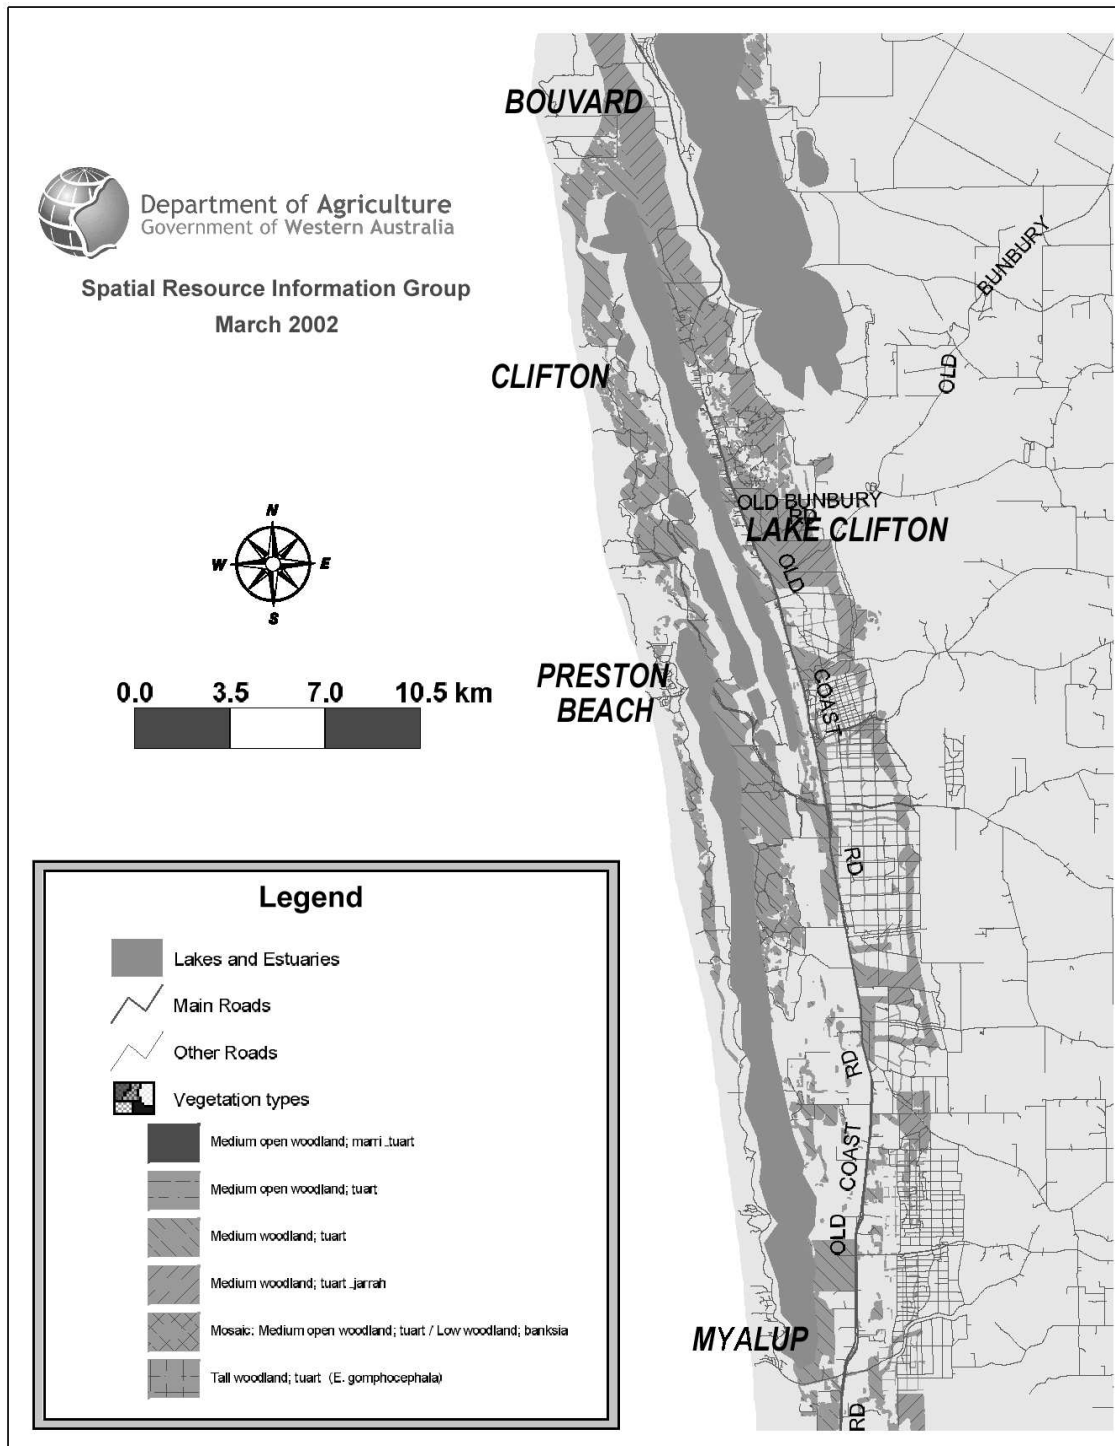 BOUVARD
Department of Agriculture
Government of Western Australia
Spatial Resource Information Group
March 2002
BUNBURY
OLD
CLIFTON
OLD BUNBURY
RD
LAKE CLIFTON
OLD
N
W
E
S
PRESTON
BEACH
COAST
0.0 3.5 7.0 10.5 km
RD
Legend
Lakes and Estuaries
Main Roads
Other Roads
Vegetation types
Medium open woodland; marri_tuart
Medium open woodland; tuart
Medium woodland; tuart
Medium woodland; tuart_jarrah
Mosaic: Medium open woodland; tuart / Low woodland; banksia
Tall woodland; tuart (E. gomphocephala)
RD
COAST
OLD
MYALUP
RD